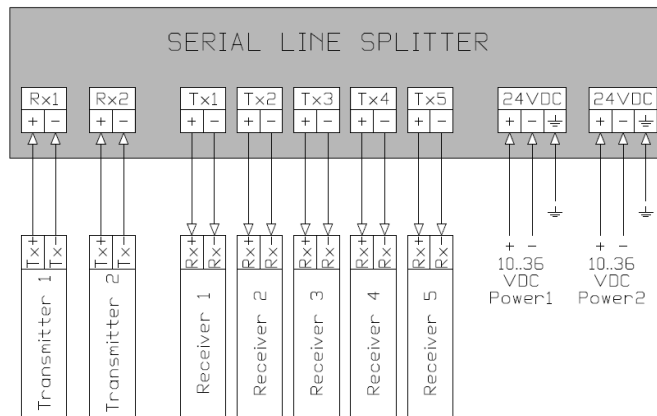 SERIAL LINE SPLITTER
Rx1 Rx2 Tx1 Tx2 Tx3 Tx4 Tx5 24VDC 24VDC
+ - + - + - + - + - + - + - + - + -
Tx+ Tx- Tx+ Tx- Rx+ Rx- Rx+ Rx- Rx+ Rx- Rx+ Rx- Rx+ Rx-
Transmitter 1
Transmitter 2
Receiver 1
Receiver 2
Receiver 3
Receiver 4
Receiver 5
+ -
10..36
VDC
Power1
+ -
10..36
VDC
Power2